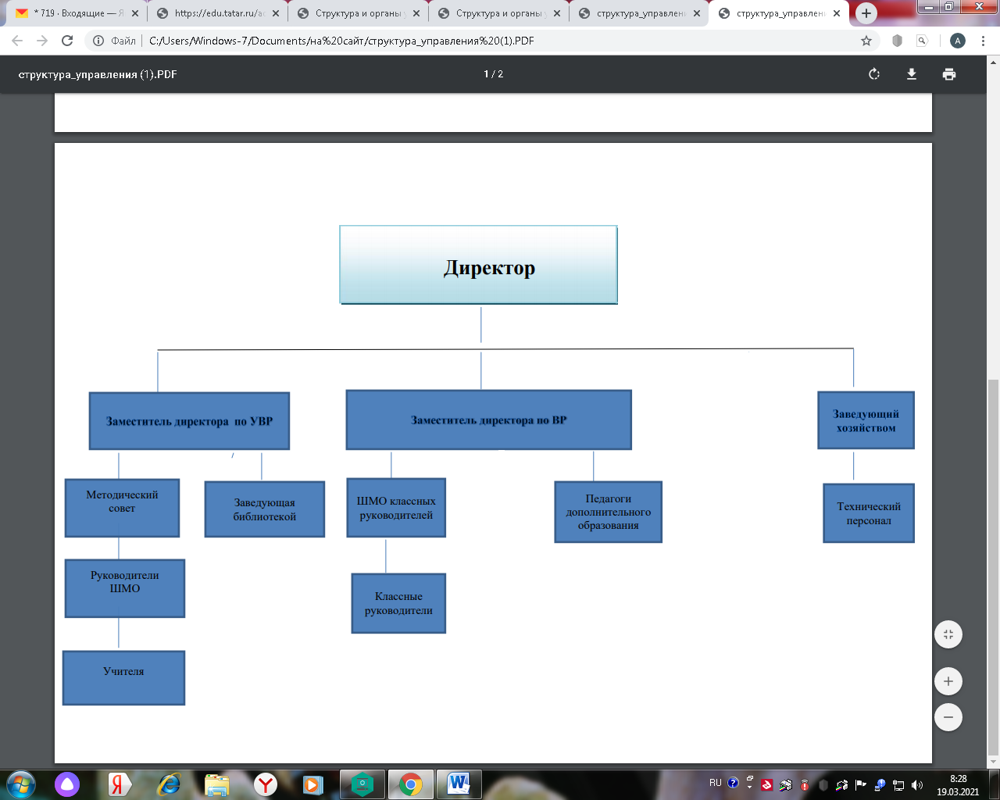 * 719 · Входящие — Я
https://edu.tatar.ru/ac
Структура и органы у
Структура и органы у
структура_управлени
структура_управлени
Файл
C:/Users/Windows-7/Documents/на%20сайт/структура_управления%20(1).PDF
A
структура_управления (1).PDF
1 / 2
Директор
Заместитель директора по УВР
Заместитель директора по ВР
Заведующий
хозяйством
Методический
совет
Заведующая
библиотекой
ШМО классных
руководителей
Педагоги
дополнительного
образования
Технический
персонал
Руководители
ШМО
Классные
руководители
Учителя
RU
8:28
19.03.2021